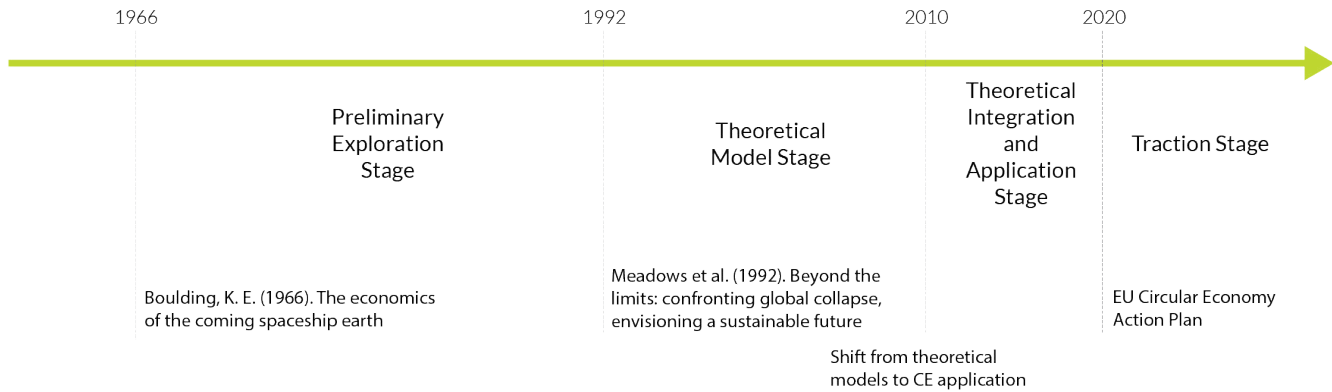 1966
1992
2010
2020
Preliminary
Exploration
Stage
Theoretical
Model Stage
Theoretical
Integration
and
Application
Stage
Traction Stage
Boulding, K. E. (1966). The economics
of the coming spaceship earth
Meadows et al. (1992). Beyond the
limits: confronting global collapse,
envisioning a sustainable future
Shift from theoretical
models to CE application
EU Circular Economy
Action Plan